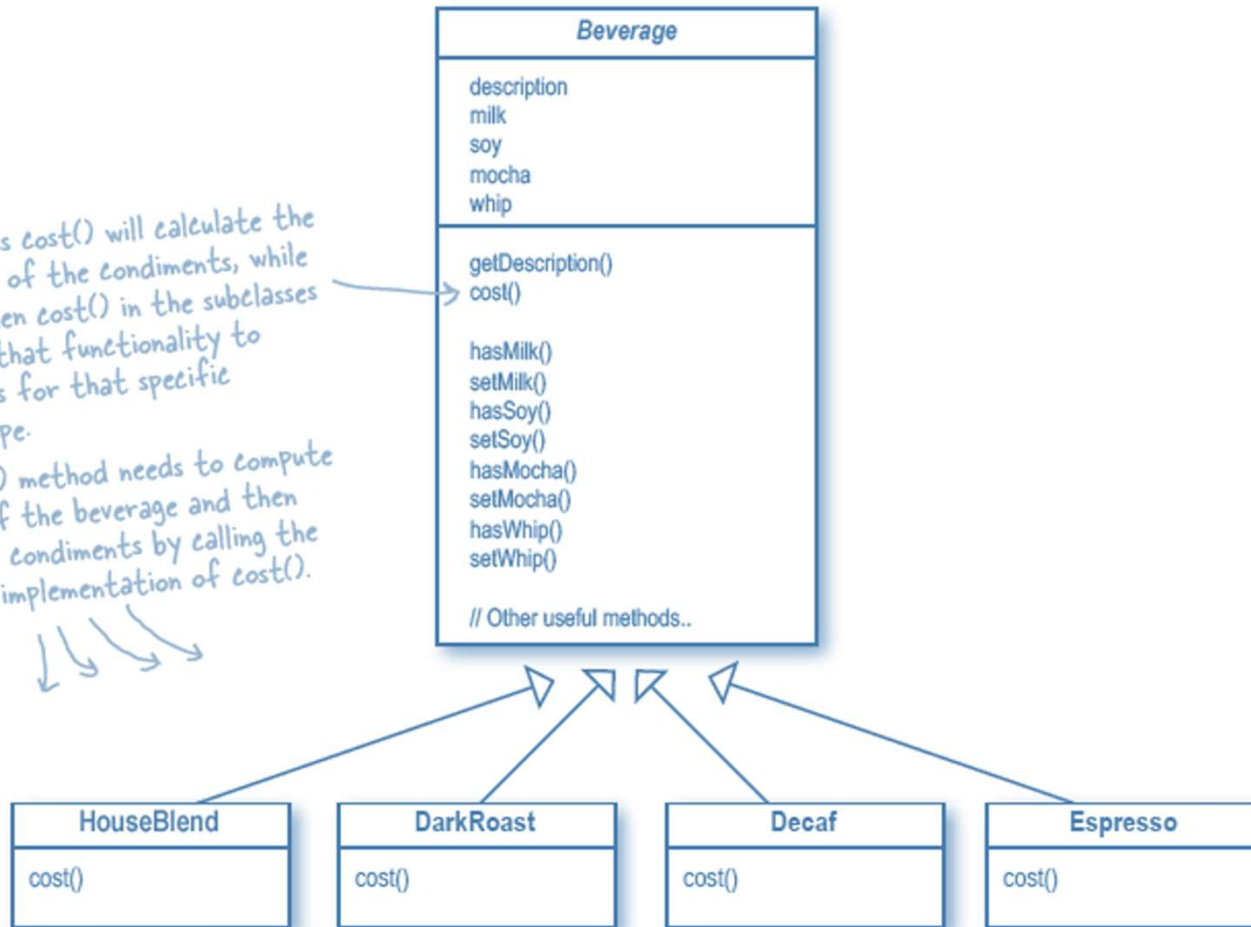 Beverage
description
milk
soy
mocha
whip
getDescription()
cost()
hasMilk()
setMilk()
hasSoy()
setSoy()
hasMocha()
setMocha()
hasWhip()
setWhip()
// Other useful methods..
cost() will calculate the
of the condiments, while
cost() in the subclasses
that functionality to
for that specific
method needs to compute
the beverage and then
condiments by calling the
implementation of cost().
HouseBlend
cost()
DarkRoast
cost()
Decaf
cost()
Espresso
cost()